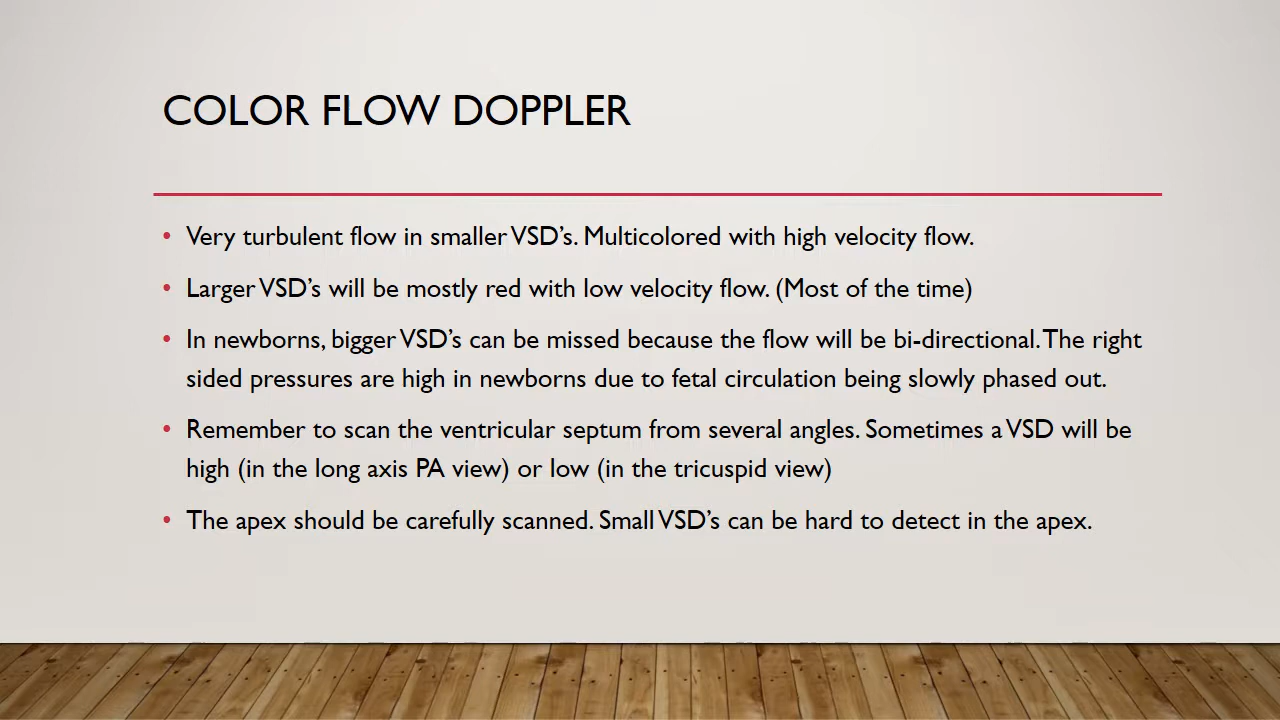 COLOR FLOW DOPPLER
• Very turbulent flow in smaller VSD's. Multicolored with high velocity flow.
• Larger VSD's will be mostly red with low velocity flow. (Most of the time)
• In newborns, bigger VSD's can be missed because the flow will be bi-directional. The right
sided pressures are high in newborns due to fetal circulation being slowly phased out.
• Remember to scan the ventricular septum from several angles. Sometimes a VSD will be
high (in the long axis PA view) or low (in the tricuspid view)
• The apex should be carefully scanned. Small VSD's can be hard to detect in the apex.